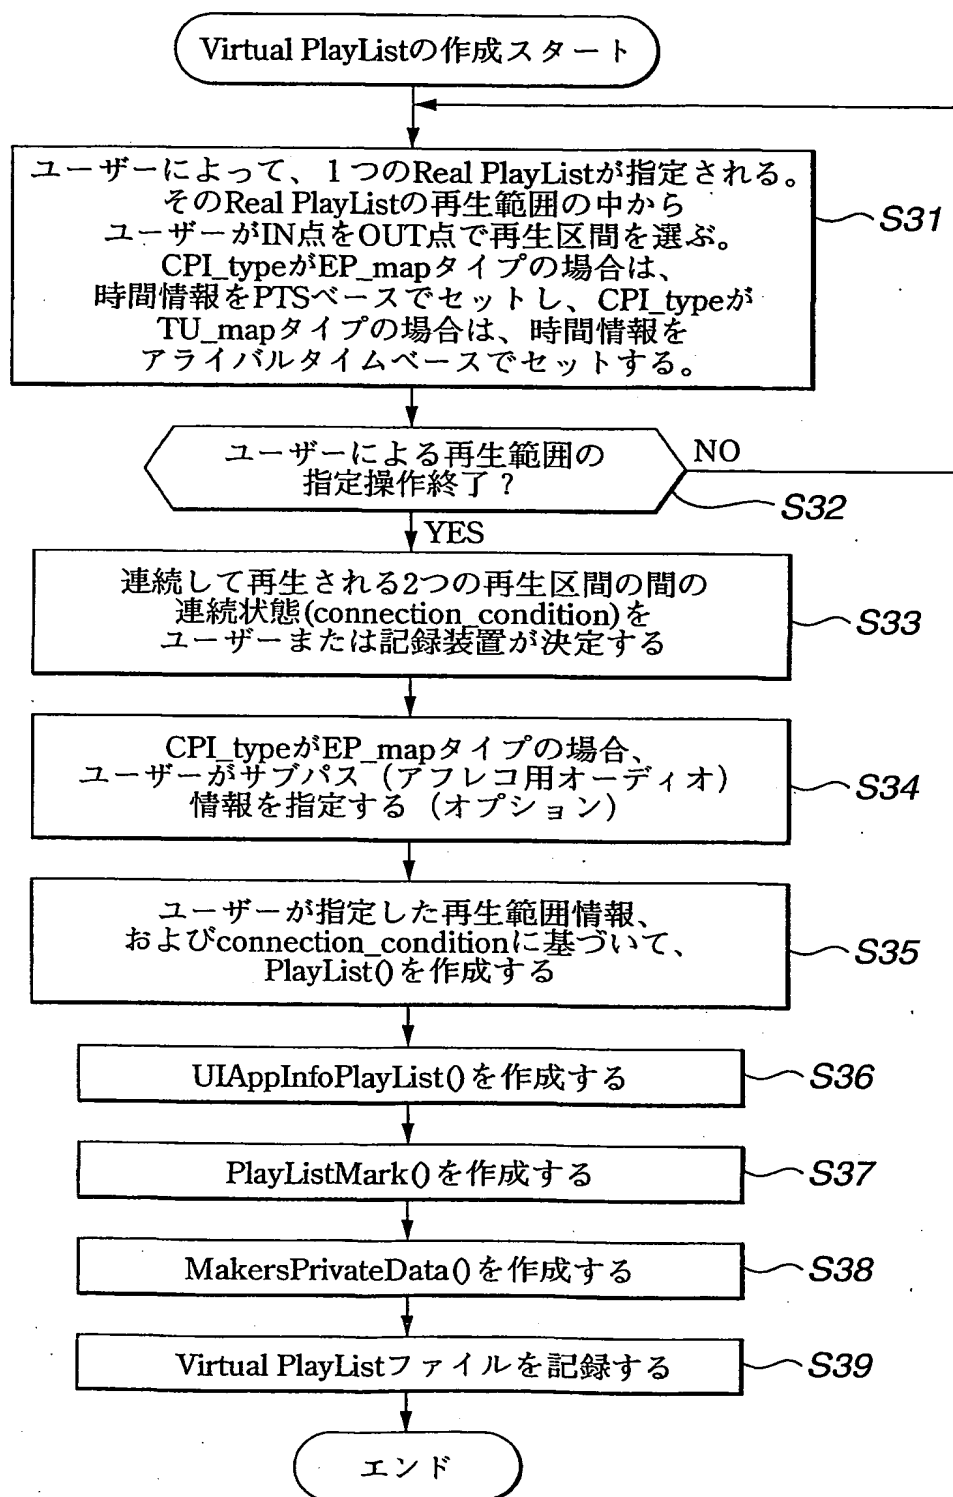 Virtual PlayListの作成スタート
ユーザーによって、1つのReal PlayListが指定される。
そのReal PlayListの再生範囲の中から
ユーザーがIN点をOUT点で再生区間を選ぶ。
CPI_typeがEP_mapタイプの場合は、
時間情報をPTSベースでセットし、CPI_typeが
TU_mapタイプの場合は、時間情報を
アライバルタイムベースでセットする。
S31
ユーザーによる再生範囲の
指定操作終了?
NO
S32
YES
連続して再生される2つの再生区間の間の
連続状態(connection_condition)を
ユーザーまたは記録装置が決定する
S33
CPI_typeがEP_mapタイプの場合、
ユーザーがサブパス(アフレコ用オーディオ)
情報を指定する(オプション)
S34
ユーザーが指定した再生範囲情報、
およびconnection_conditionに基づいて、
PlayList()を作成する
S35
UIAppInfoPlayList()を作成する
S36
PlayListMark()を作成する
S37
MakersPrivateData()を作成する
S38
Virtual PlayListファイルを記録する
S39
エンド